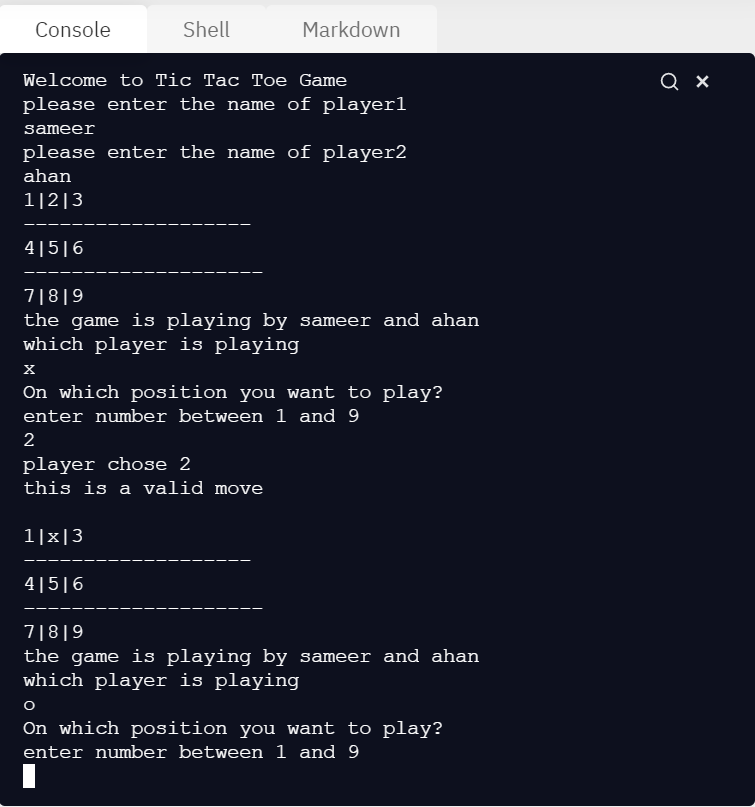 Console Shell Markdown
Welcome to Tic Tac Toe Game
please enter the name of player1
sameer
please enter the name of player2
ahan
1|2|3
-------------------
4|5|6
--------------------
7|8|9
the game is playing by sameer and ahan
which player is playing
x
On which position you want to play?
enter number between 1 and 9
2
player chose 2
this is a valid move
1|x|3
-------------------
4|5|6
--------------------
7|8|9
the game is playing by sameer and ahan
which player is playing
o
On which position you want to play?
enter number between 1 and 9